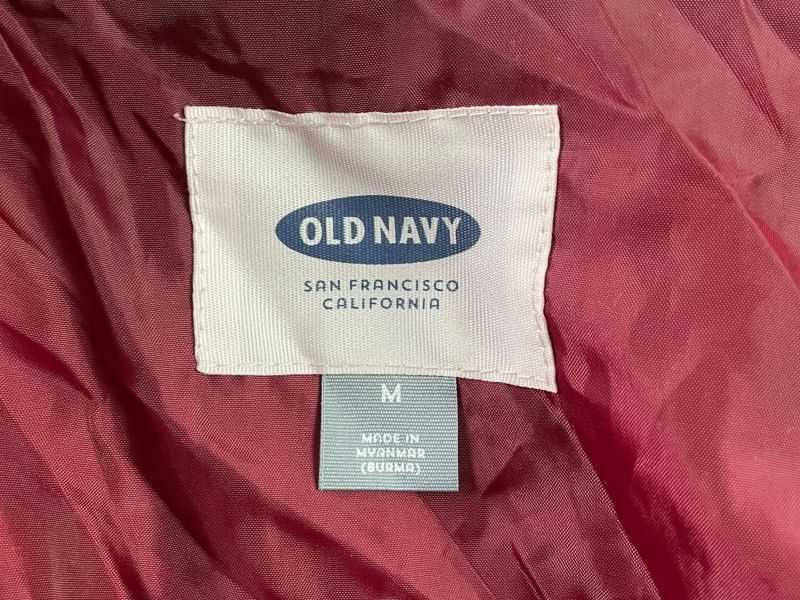 OLD NAVY
SAN FRANCISCO
CALIFORNIA
M
MADE IN
MYANMAR
(BURMA)